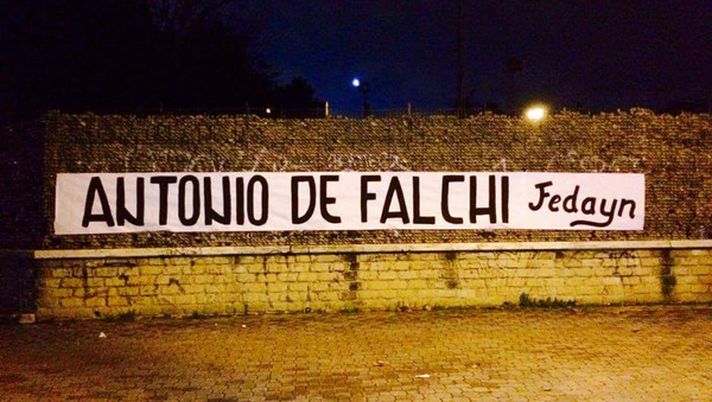 ANTONIO DE FALCHI Fedayn